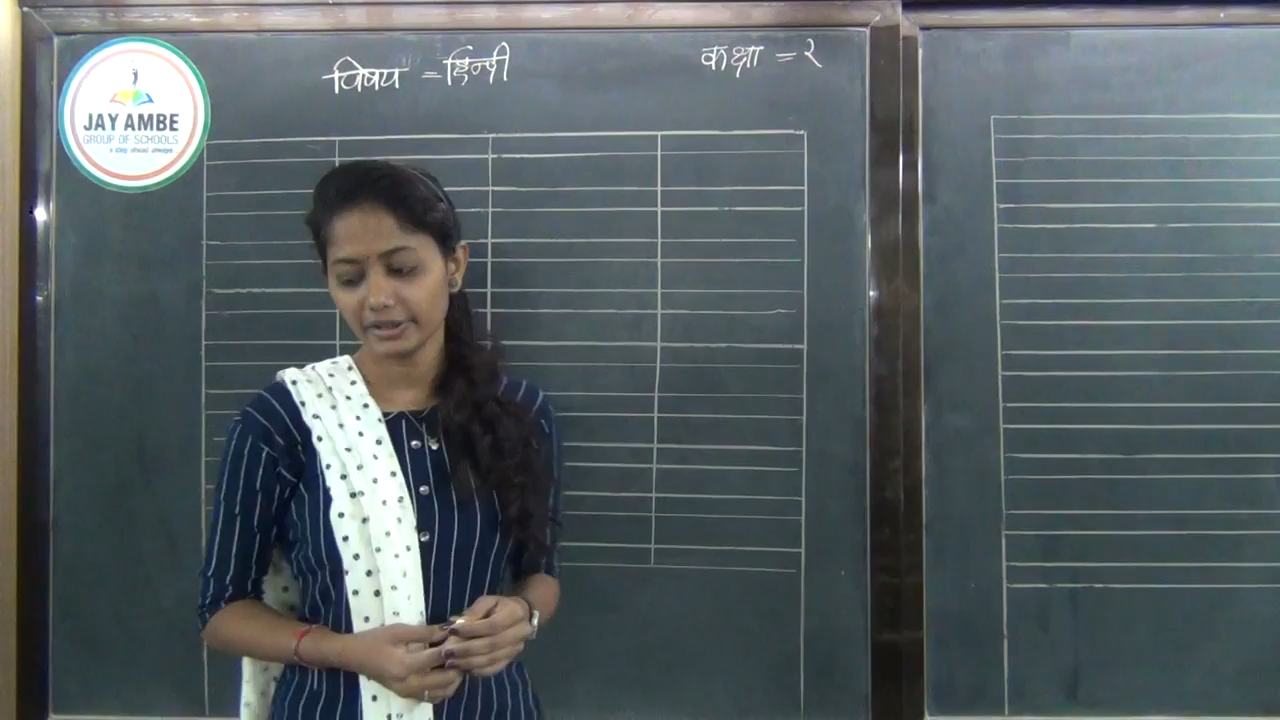 विषय = हिन्दी
कक्षा = २
JAY AMBE
GROUP OF SCHOOLS